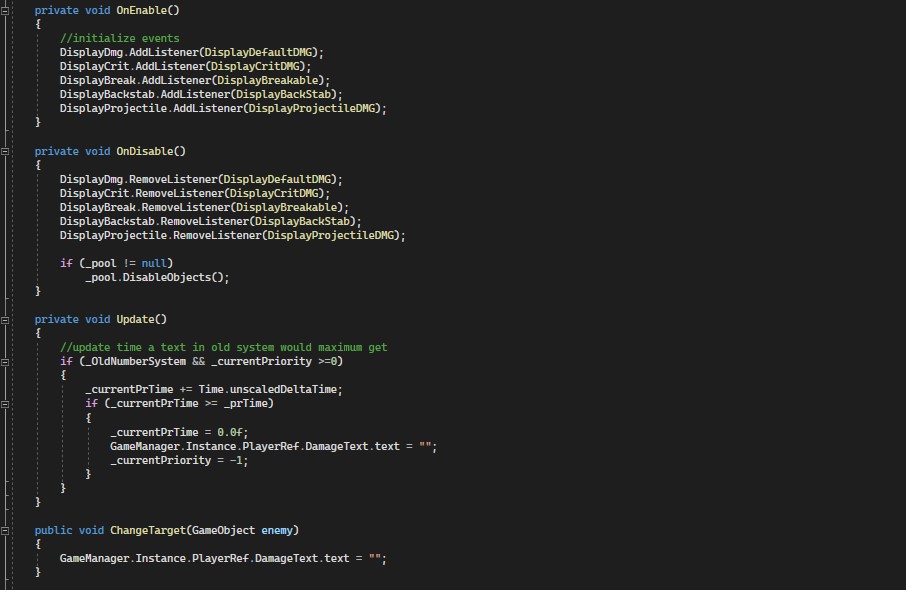 private void OnEnable()
{
//initialize events
DisplayDmg.AddListener(DisplayDefaultDMG);
DisplayCrit.AddListener(DisplayCritDMG);
DisplayBreak.AddListener(DisplayBreakable);
DisplayBackstab.AddListener(DisplayBackStab);
DisplayProjectile.AddListener(DisplayProjectileDMG);
}
private void OnDisable()
{
DisplayDmg.RemoveListener(DisplayDefaultDMG);
DisplayCrit.RemoveListener(DisplayCritDMG);
DisplayBreak.RemoveListener(DisplayBreakable);
DisplayBackstab.RemoveListener(DisplayBackStab);
DisplayProjectile.RemoveListener(DisplayProjectileDMG);
if (_pool != null)
_pool.DisableObjects();
}
private void Update()
{
//update time a text in old system would maximum get
if (_OldNumberSystem && _currentPriority >=0)
{
_currentPrTime += Time.unscaledDeltaTime;
if (_currentPrTime >= _prTime)
{
_currentPrTime = 0.0f;
GameManager.Instance.PlayerRef.DamageText.text = "";
_currentPriority = -1;
}
}
}
public void ChangeTarget(GameObject enemy)
{
GameManager.Instance.PlayerRef.DamageText.text = "";
}